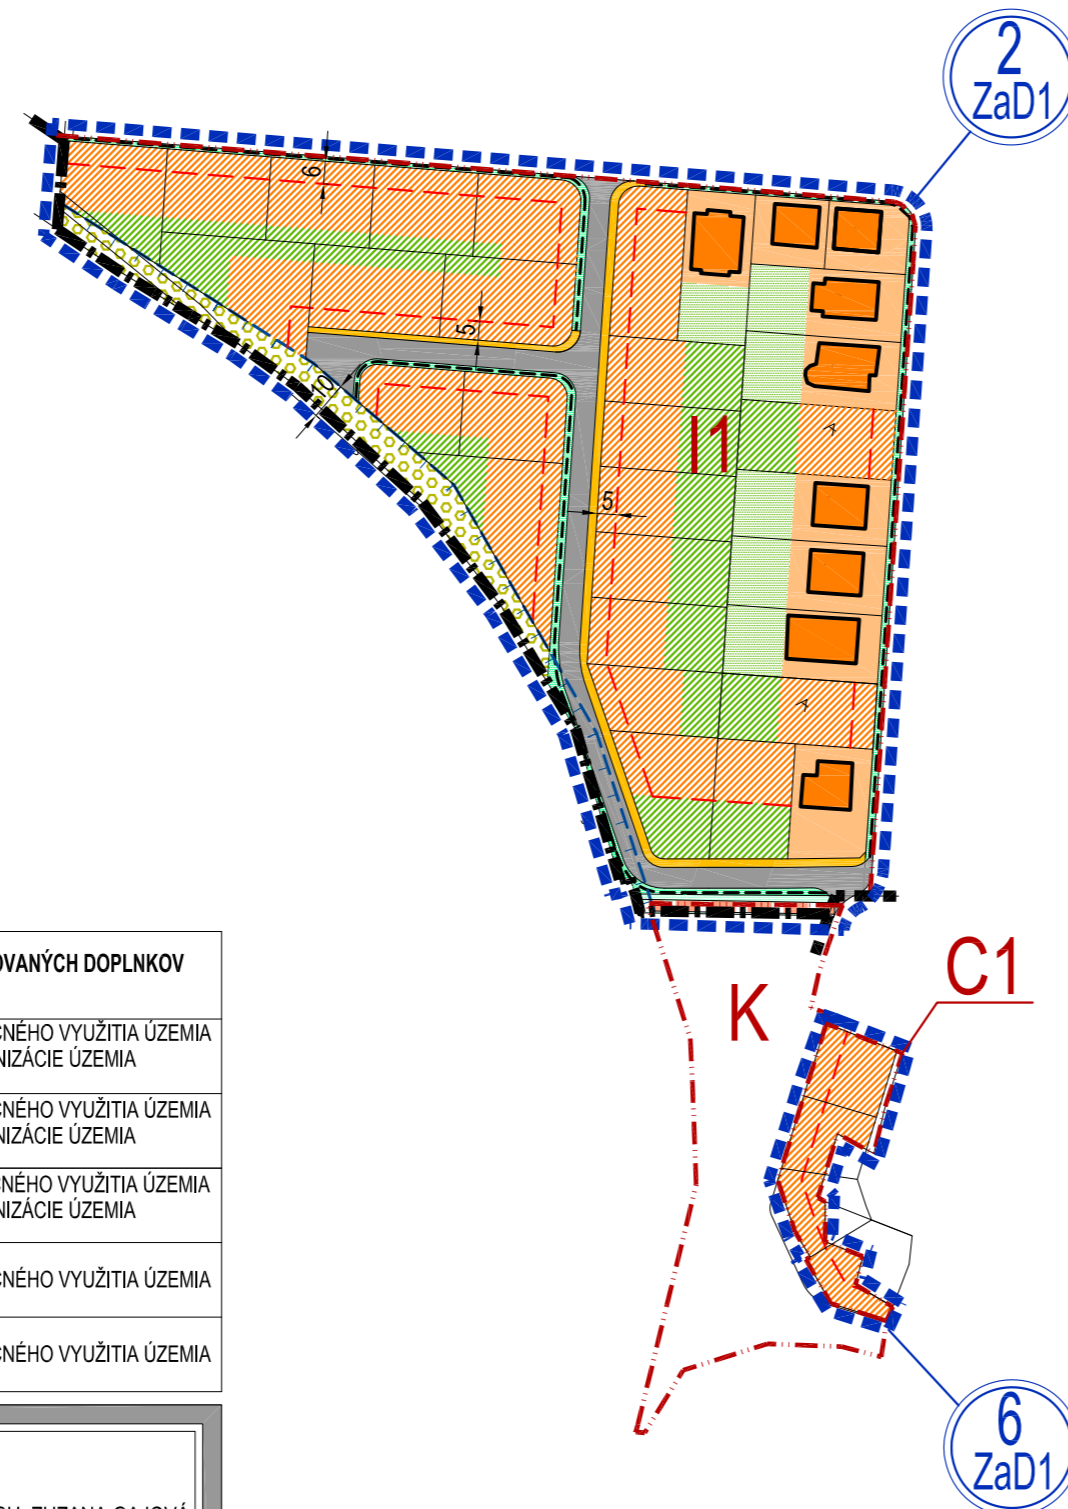 2
ZaD1
6
5
10
5
I1
A
A
OVANÝCH DOPLNKOV
ČNÉHO VYUŽITIA ÚZEMIA
NIZÁCIE ÚZEMIA
ČNÉHO VYUŽITIA ÚZEMIA
NIZÁCIE ÚZEMIA
ČNÉHO VYUŽITIA ÚZEMIA
NIZÁCIE ÚZEMIA
ČNÉHO VYUŽITIA ÚZEMIA
ČNÉHO VYUŽITIA ÚZEMIA
K
C1
6
ZaD1